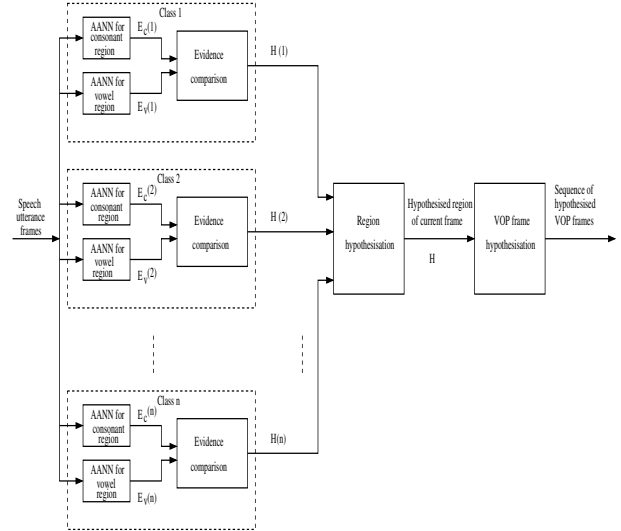 Class 1
AANN for
consonant
region
E_c(1)
AANN for
vowel
region
E_v(1)
Evidence
comparison
H (1)
Class 2
AANN for
consonant
region
E_c(2)
AANN for
vowel
region
E_v(2)
Evidence
comparison
H (2)
Speech
utterance
frames
Region
hypothesisation
Hypothesised region
of current frame
H
VOP frame
hypothesisation
Sequence of
hypothesised
VOP frames
Class n
AANN for
consonant
region
E_c(n)
AANN for
vowel
region
E_v(n)
Evidence
comparison
H(n)